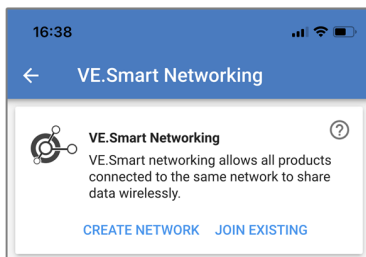 16:38
VE.Smart Networking
VE.Smart Networking
VE.Smart networking allows all products
connected to the same network to share
data wirelessly.
CREATE NETWORK JOIN EXISTING